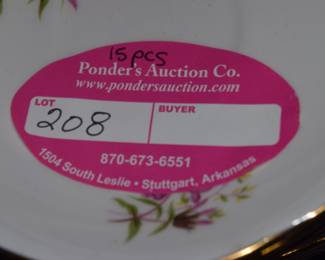 15 pcs
Ponder's Auction Co.
www.pondersauction.com
LOT
BUYER
208
870-673-6551
1504 South Leslie • Stuttgart, Arkansas